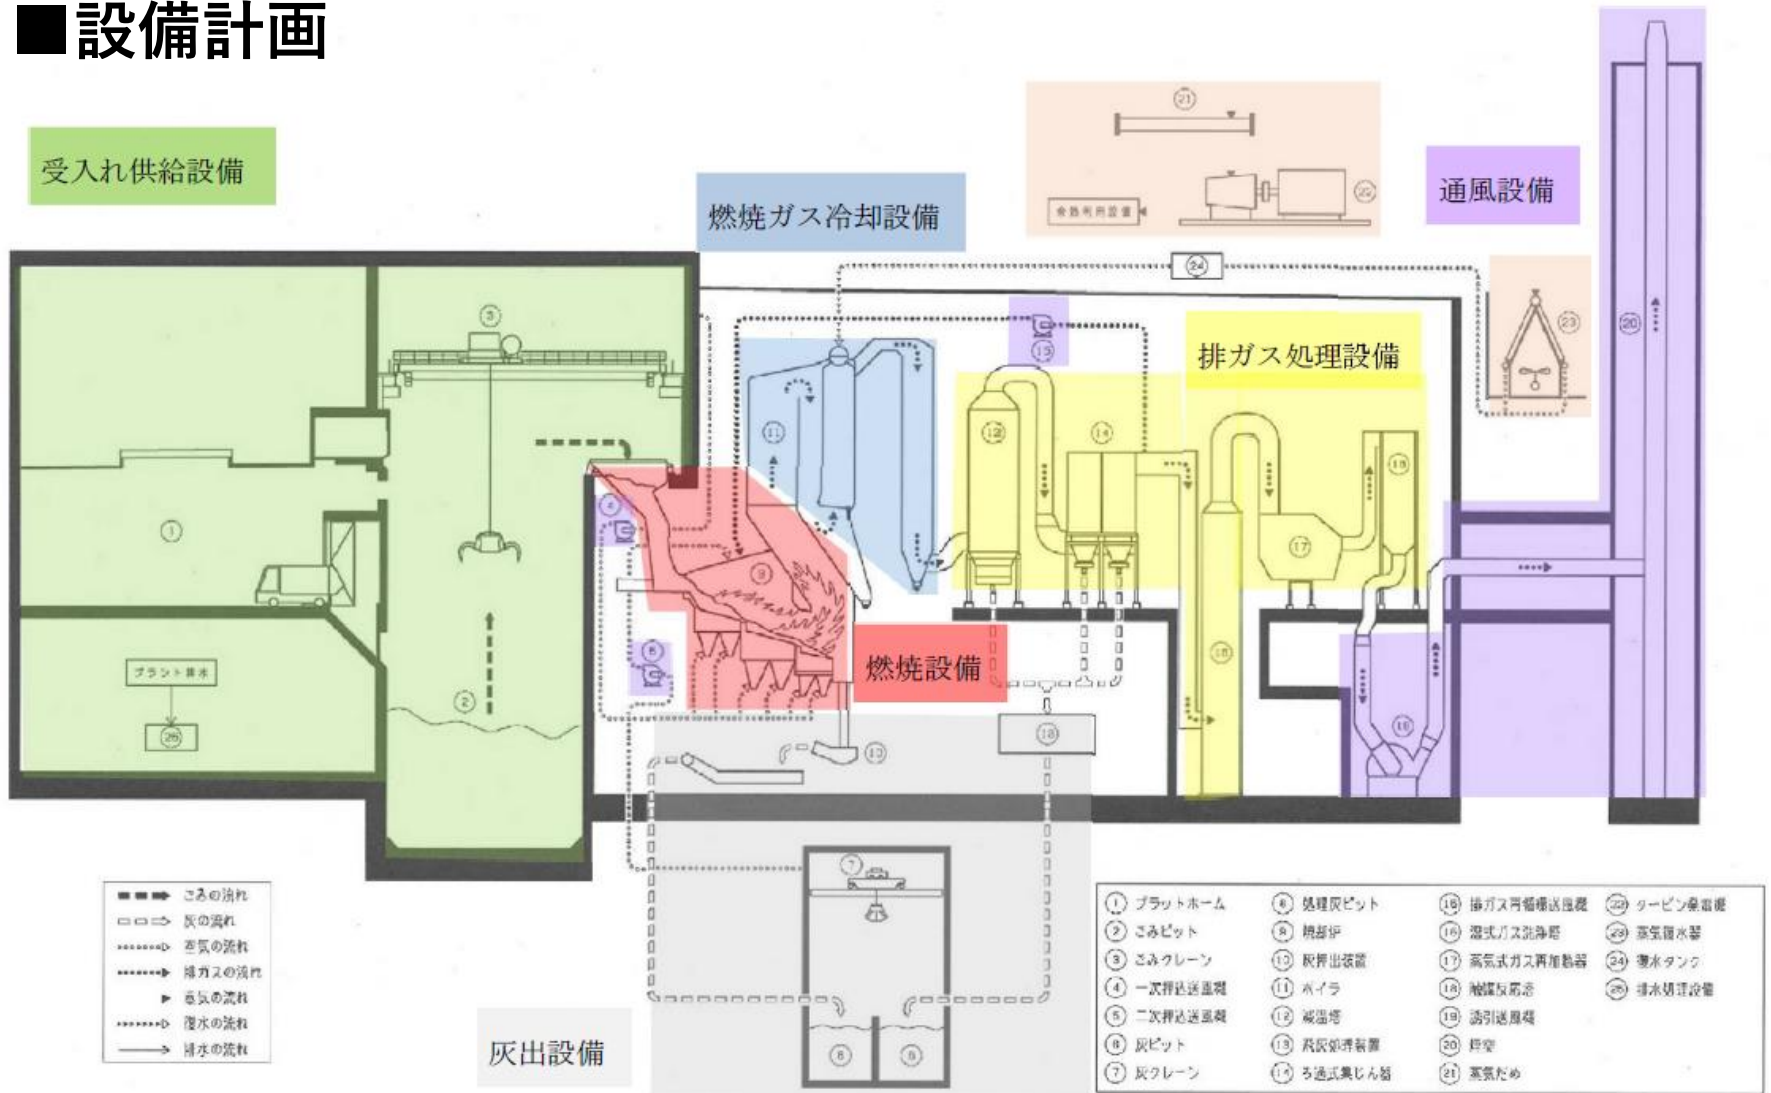 ■設備計画
受入れ供給設備
燃焼ガス冷却設備
通風設備
排ガス処理設備
燃焼設備
灰出設備
余熱利用設備
プラント排水
ごみの流れ
灰の流れ
空気の流れ
排ガスの流れ
蒸気の流れ
復水の流れ
排水の流れ
① プラットホーム
② ごみピット
③ ごみクレーン
④ 一次押込送風機
⑤ 二次押込送風機
⑥ 灰ピット
⑦ 灰クレーン
⑧ 処理灰ピット
⑨ 焼却炉
⑩ 灰押出装置
⑪ ボイラ
⑫ 減温塔
⑬ 飛灰処理装置
⑭ ろ過式集じん器
⑮ 排ガス再循環送風機
⑯ 湿式ガス洗浄塔
⑰ 蒸気式ガス再加熱器
⑱ 触媒反応塔
⑲ 誘引送風機
⑳ 煙突
㉑ 蒸気だめ
㉒ タービン発電機
㉓ 蒸気復水器
㉔ 復水タンク
㉕ 排水処理設備